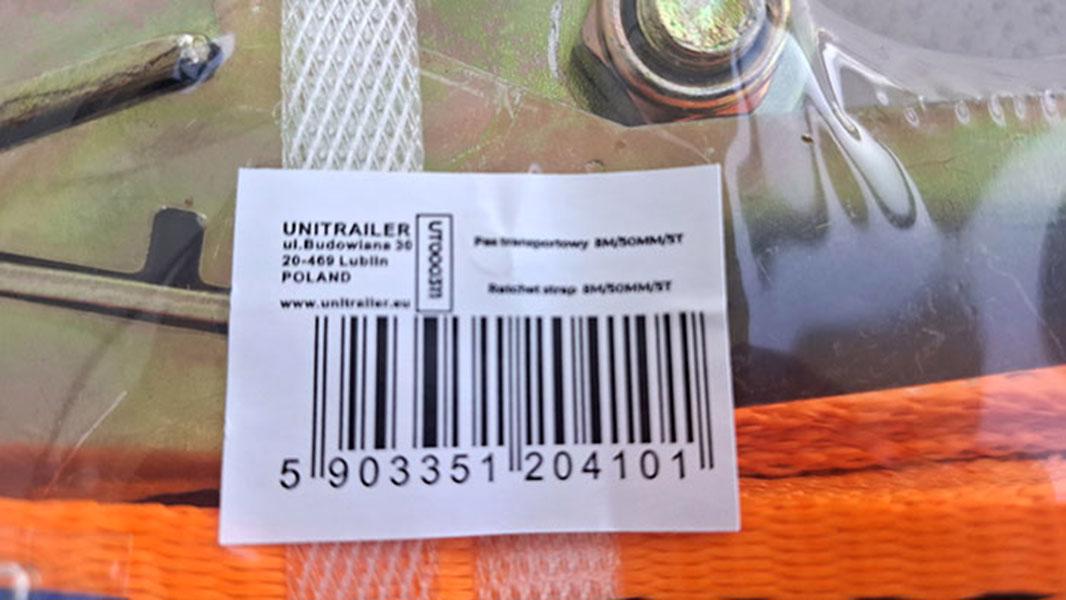 UNITRAILER
ul.Budowlana 30
20-469 Lublin
POLAND
www.unitrailer.eu
UT000311
Pas transportowy 8M/50MM/5T
Ratchet strap 8M/50MM/5T
5 903351 204101